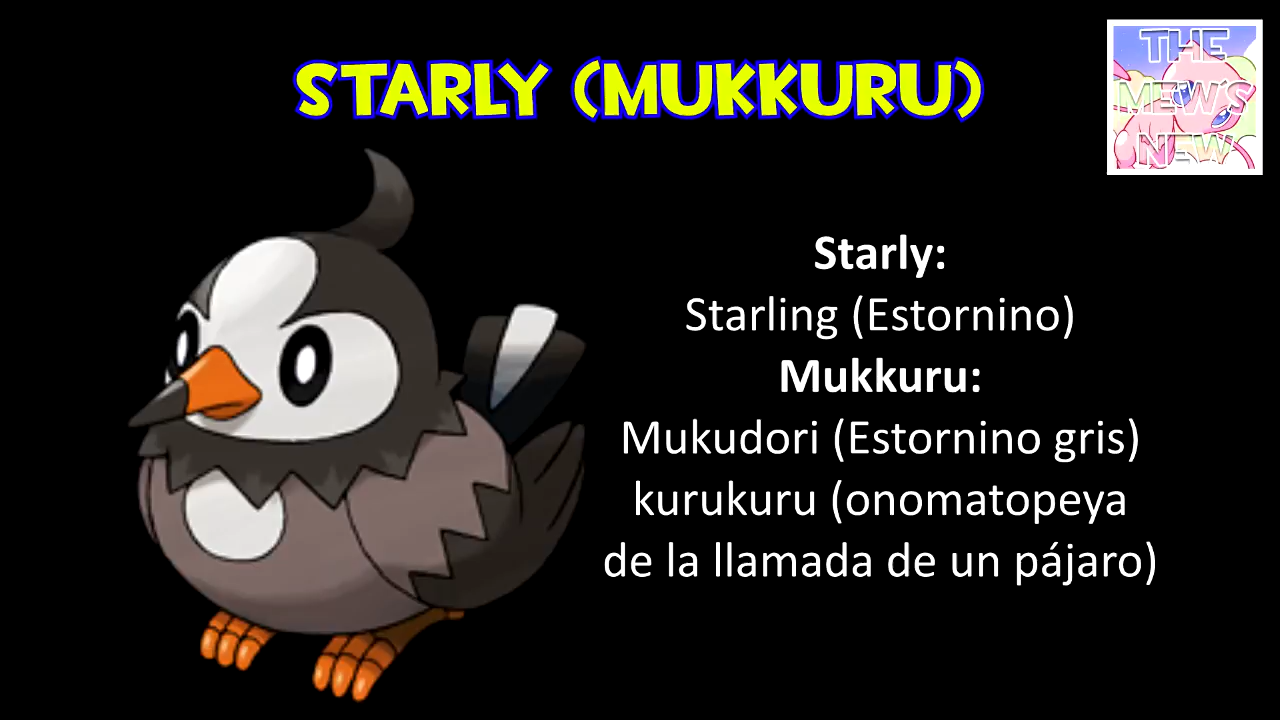 STARLY (MUKKURU)
THE
MEW'S
NEW
Starly:
Starling (Estornino)
Mukkuru:
Mukudori (Estornino gris)
kurukuru (onomatopeya
de la llamada de un pájaro)